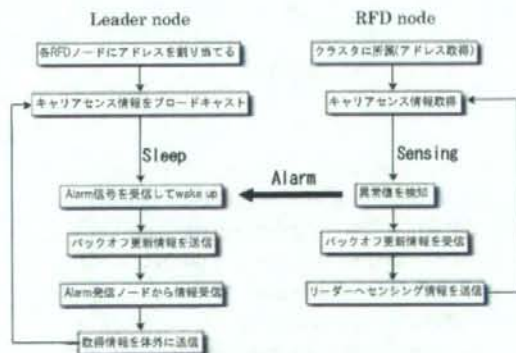 Leader node
各RFDノードにアドレスを割り当てる
キャリアセンス情報をブロードキャスト
Sleep
Alarm信号を受信してwake up
バックオフ更新情報を送信
Alarm発信ノードから情報受信
取得情報を体外に送信
Alarm
RFD node
クラスタに所属(アドレス取得)
キャリアセンス情報取得
Sensing
異常値を検知
バックオフ更新情報を受信
リーダーへセンシング情報を送信